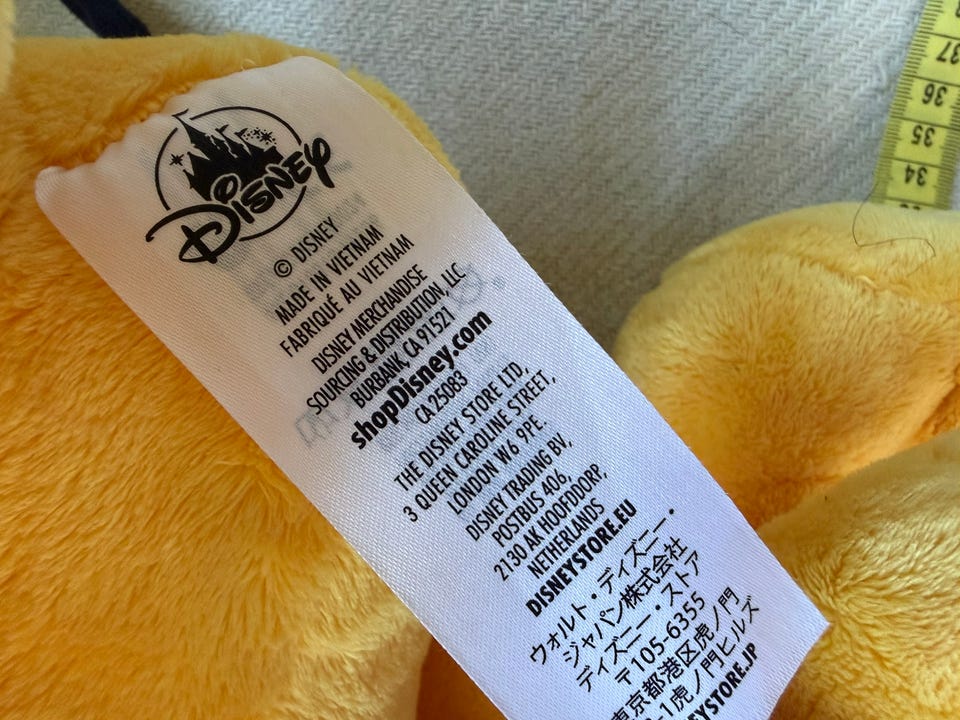 Disney
© DISNEY
MADE IN VIETNAM
FABRIQUÉ AU VIETNAM
DISNEY MERCHANDISE
SOURCING & DISTRIBUTION, LLC
BURBANK, CA 91521
shopDisney.com
CA 25083
THE DISNEY STORE LTD,
3 QUEEN CAROLINE STREET,
LONDON W6 9PE.
DISNEY TRADING BV,
POSTBUS 406,
2130 AK HOOFDDORP,
NETHERLANDS
DISNEYSTORE.EU
ウォルト・ディズニー・
ジャパン株式会社
ディズニー・ストア
〒105-6355
東京都港区虎ノ門
-1虎ノ門ヒルズ
EYSTORE.JP
37
36
35
34